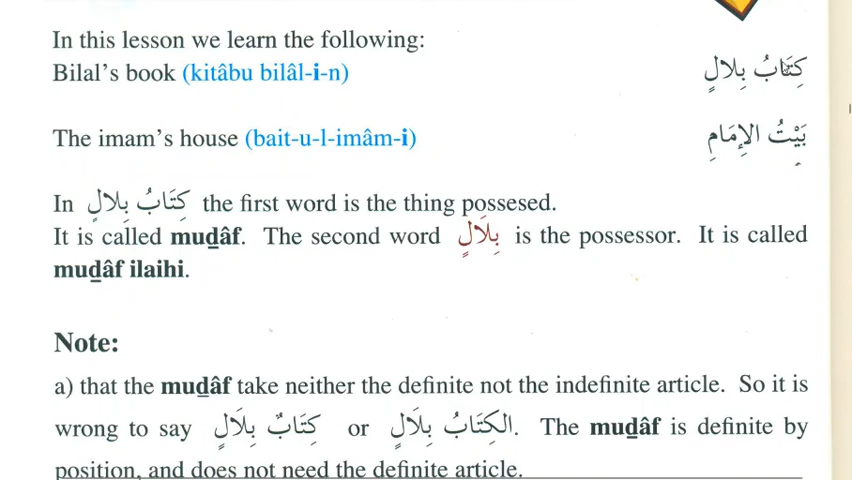 In this lesson we learn the following:
Bilal’s book (kitâbu bilâl-i-n) كِتَابُ بِلالٍ
The imam’s house (bait-u-l-imâm-i) بَيْتُ الإِمَامِ
In كِتَابُ بِلالٍ the first word is the thing possesed.
It is called muḏâf. The second word بِلَالٍ is the possessor. It is called
muḏâf ilaihi.
Note:
a) that the muḏâf take neither the definite not the indefinite article. So it is
wrong to say كِتَابٌ بِلَالٍ or الكِتَابُ بِلَالٍ. The muḏâf is definite by
position, and does not need the definite article.